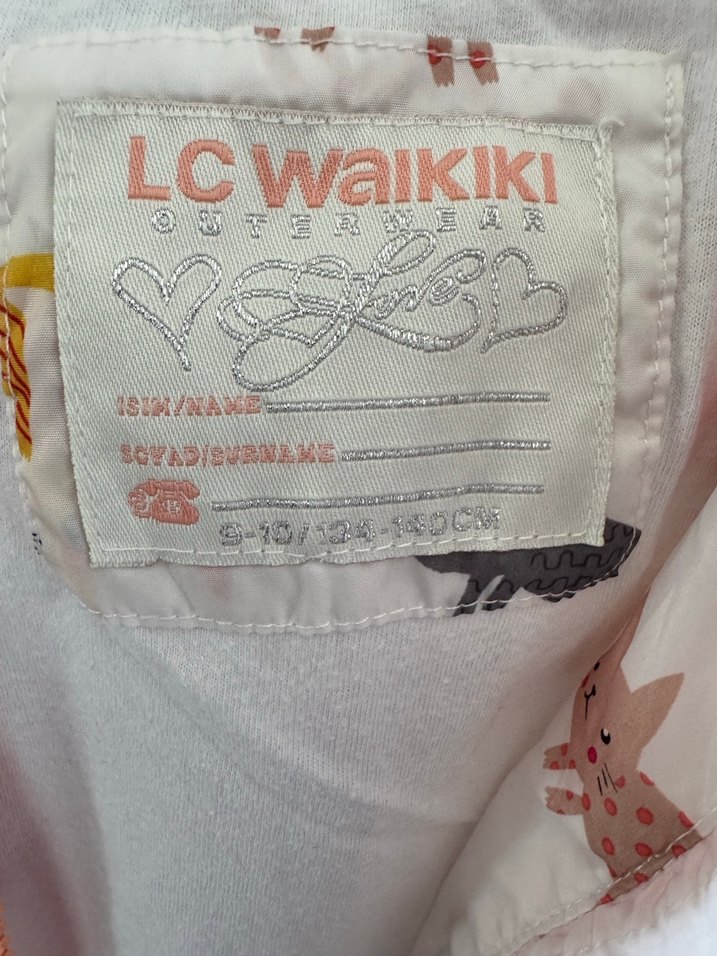 LC WAIKIKI
OUTERWEAR
Love
ISIM/NAME
SOYAD/SURNAME
9-10/134-140CM